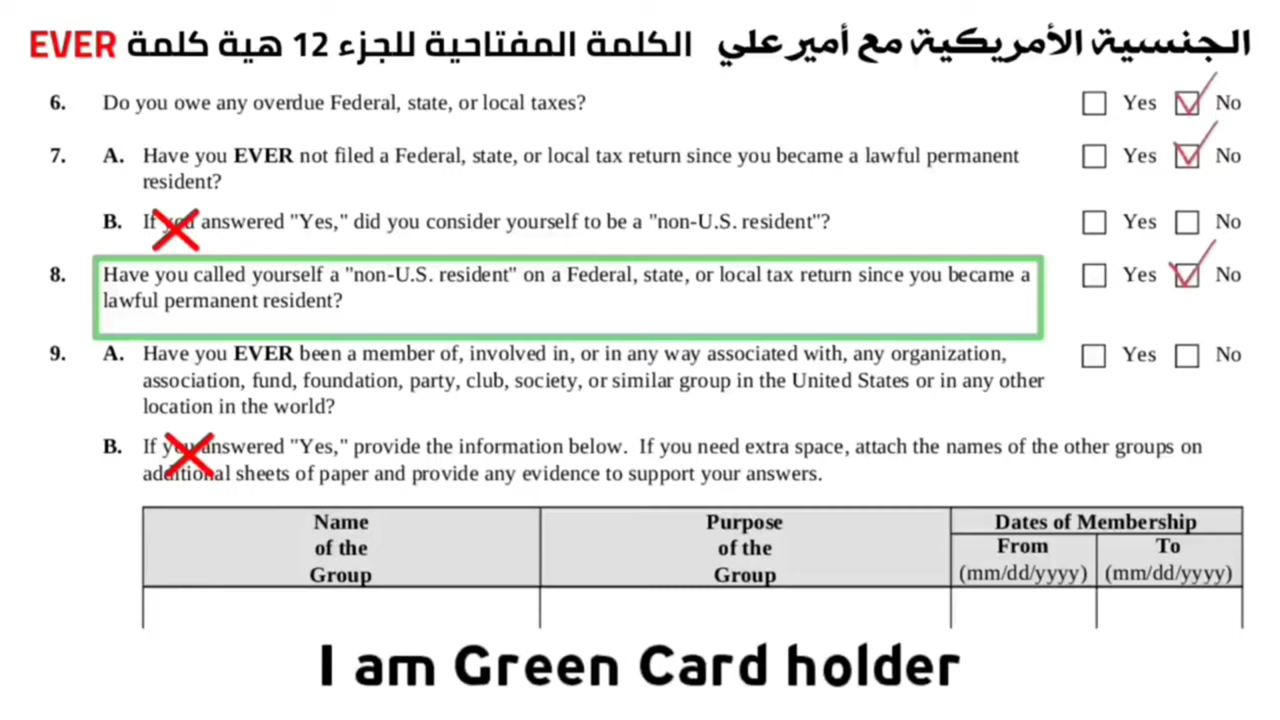 الجنسية الأمريكية مع أمير علي الكلمة المفتاحية للجزء 12 هية كلمة EVER
6. Do you owe any overdue Federal, state, or local taxes? Yes No
7. A. Have you EVER not filed a Federal, state, or local tax return since you became a lawful permanent Yes No
resident?
B. If you answered "Yes," did you consider yourself to be a "non-U.S. resident"? Yes No
8. Have you called yourself a "non-U.S. resident" on a Federal, state, or local tax return since you became a Yes No
lawful permanent resident?
9. A. Have you EVER been a member of, involved in, or in any way associated with, any organization, Yes No
association, fund, foundation, party, club, society, or similar group in the United States or in any other
location in the world?
B. If you answered "Yes," provide the information below. If you need extra space, attach the names of the other groups on
additional sheets of paper and provide any evidence to support your answers.
Name Purpose Dates of Membership
of the of the From To
Group Group (mm/dd/yyyy) (mm/dd/yyyy)
I am Green Card holder